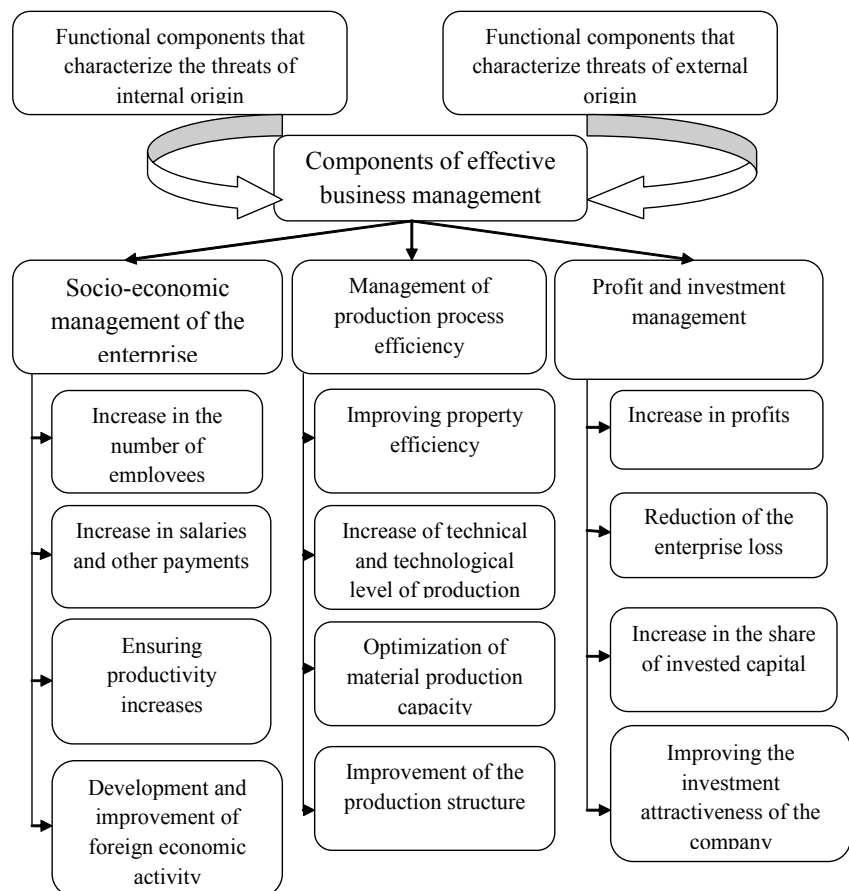 Functional components that
characterize the threats of
internal origin
Functional components that
characterize threats of external
origin
Components of effective
business management
Socio-economic
management of the
enterprise
Management of
production process
efficiency
Profit and investment
management
Increase in the
number of
employees
Increase in salaries
and other payments
Ensuring
productivity
increases
Development and
improvement of
foreign economic
activity
Improving property
efficiency
Increase of technical
and technological
level of production
Optimization of
material production
capacity
Improvement of the
production structure
Increase in profits
Reduction of the
enterprise loss
Increase in the share
of invested capital
Improving the
investment
attractiveness of the
company